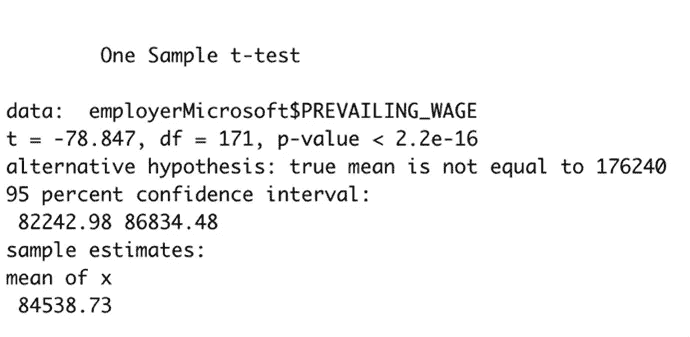 One Sample t-test
data: employerMicrosoft$PREVAILING_WAGE
t = -78.847, df = 171, p-value < 2.2e-16
alternative hypothesis: true mean is not equal to 176240
95 percent confidence interval:
82242.98 86834.48
sample estimates:
mean of x
84538.73